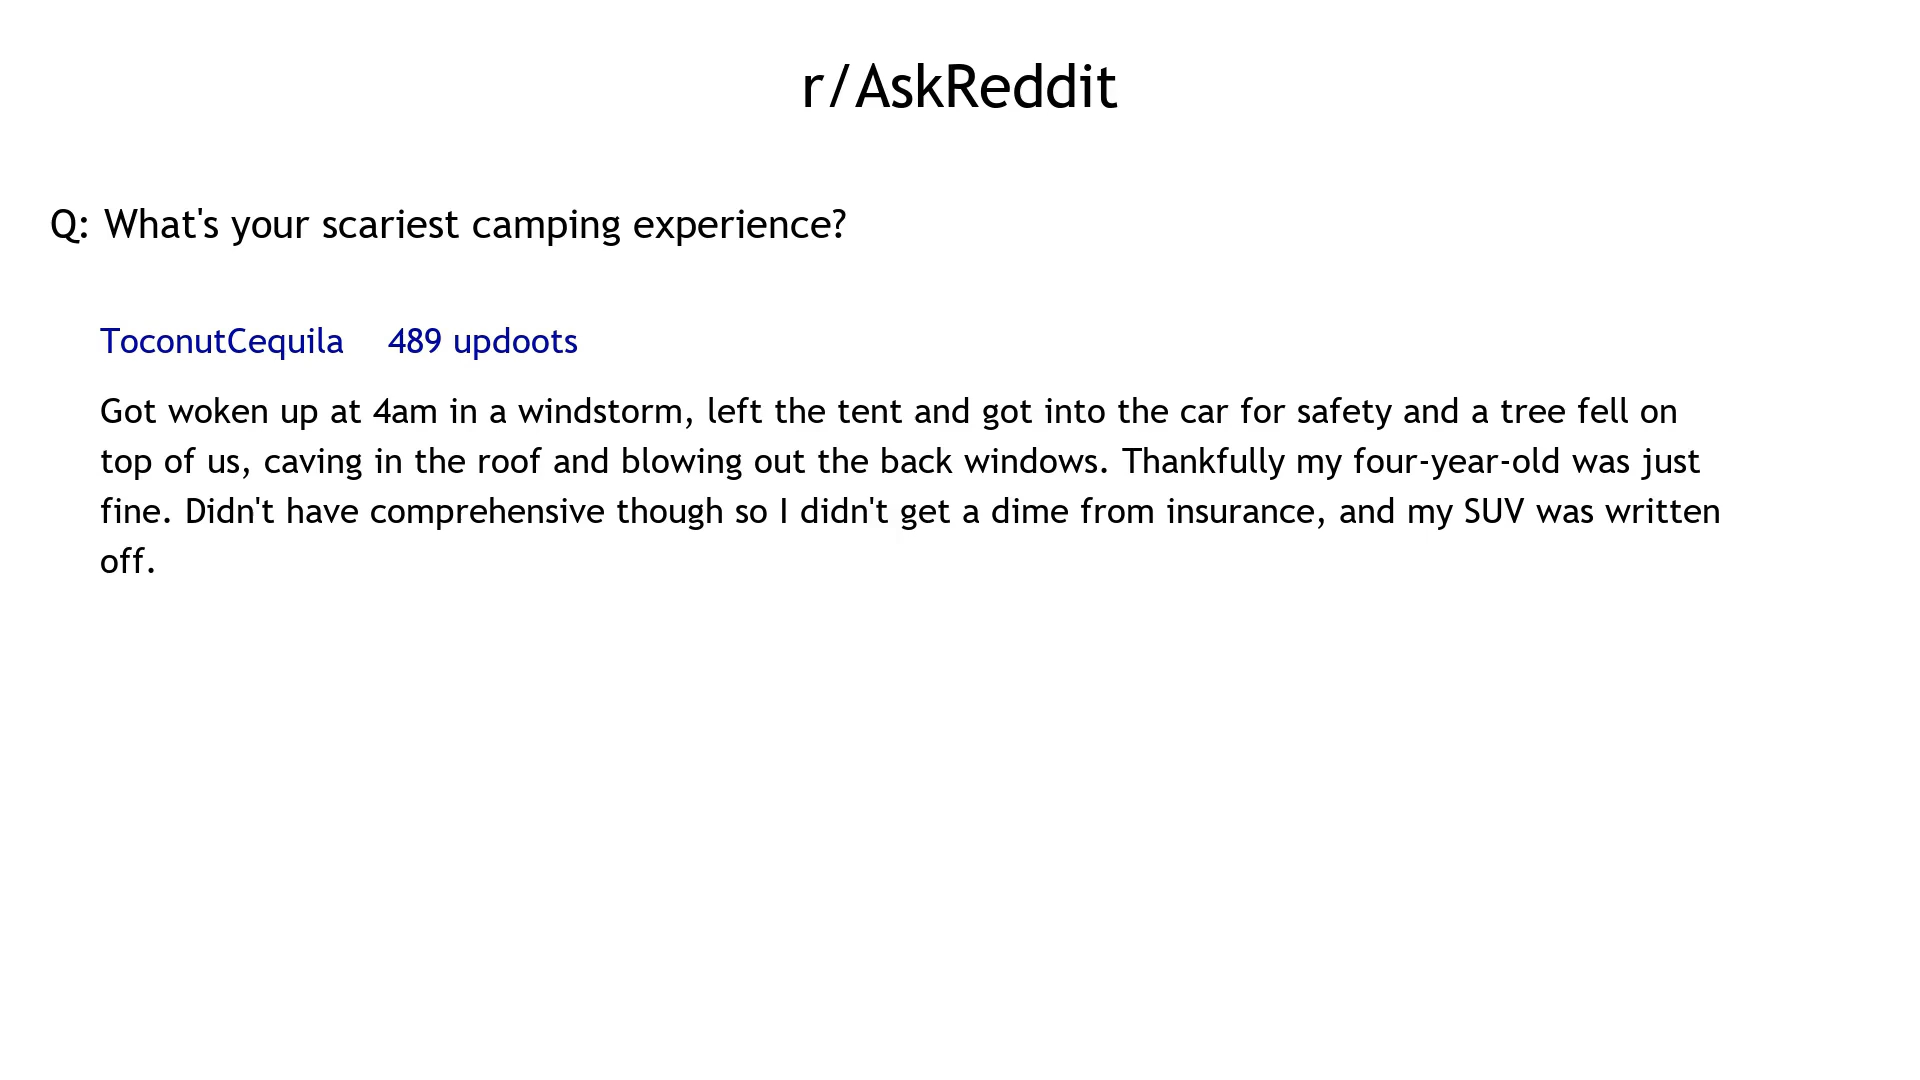 r/AskReddit
Q: What's your scariest camping experience?
ToconutCequila 489 updoots
Got woken up at 4am in a windstorm, left the tent and got into the car for safety and a tree fell on
top of us, caving in the roof and blowing out the back windows. Thankfully my four-year-old was just
fine. Didn't have comprehensive though so I didn't get a dime from insurance, and my SUV was written
off.